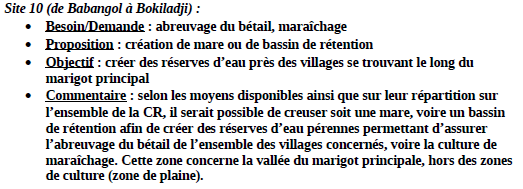 Site 10 (de Babangol à Bokiladji) :
• Besoin/Demande : abreuvage du bétail, maraîchage
• Proposition : création de mare ou de bassin de rétention
• Objectif : créer des réserves d’eau près des villages se trouvant le long du
marigot principal
• Commentaire : selon les moyens disponibles ainsi que sur leur répartition sur
l’ensemble de la CR, il serait possible de creuser soit une mare, voire un bassin
de rétention afin de créer des réserves d’eau pérennes permettant d’assurer
l’abreuvage du bétail de l’ensemble des villages concernés, voire la culture de
maraîchage. Cette zone concerne la vallée du marigot principale, hors des zones
de culture (zone de plaine).